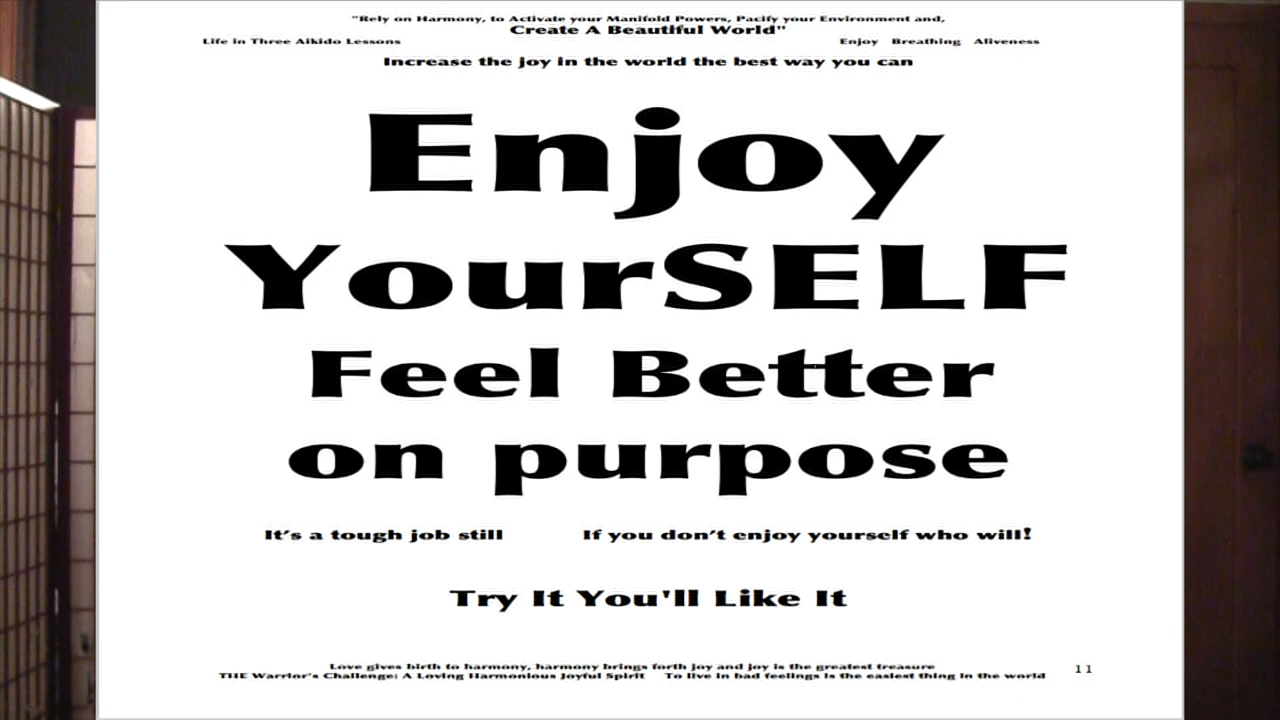 "Rely on Harmony, to Activate your Manifold Powers, Pacify your Environment and,
Create A Beautiful World"
Life in Three Aikido Lessons Enjoy Breathing Aliveness
Increase the joy in the world the best way you can
Enjoy
YourSELF
Feel Better
on purpose
It's a tough job still If you don't enjoy yourself who will!
Try It You'll Like It
Love gives birth to harmony, harmony brings forth joy and joy is the greatest treasure
11
THE Warrior's Challenge: A Loving Harmonious Joyful Spirit To live in bad feelings is the easiest thing in the world